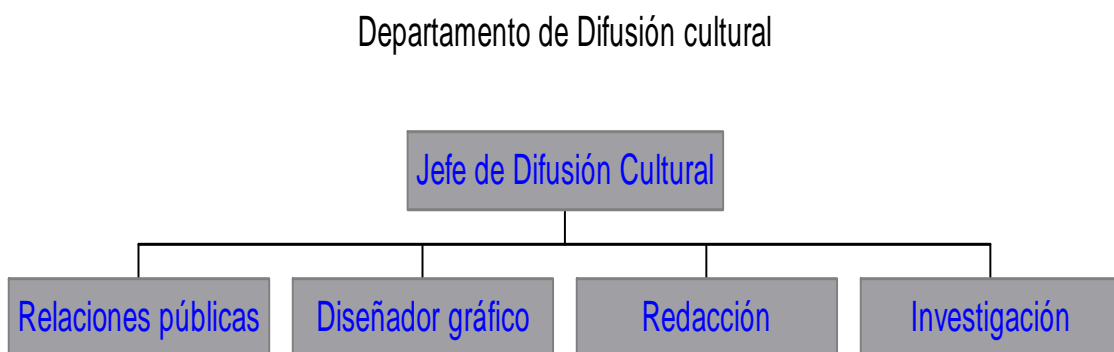 Departamento de Difusión cultural
Jefe de Difusión Cultural
Relaciones públicas
Diseñador gráfico
Redacción
Investigación